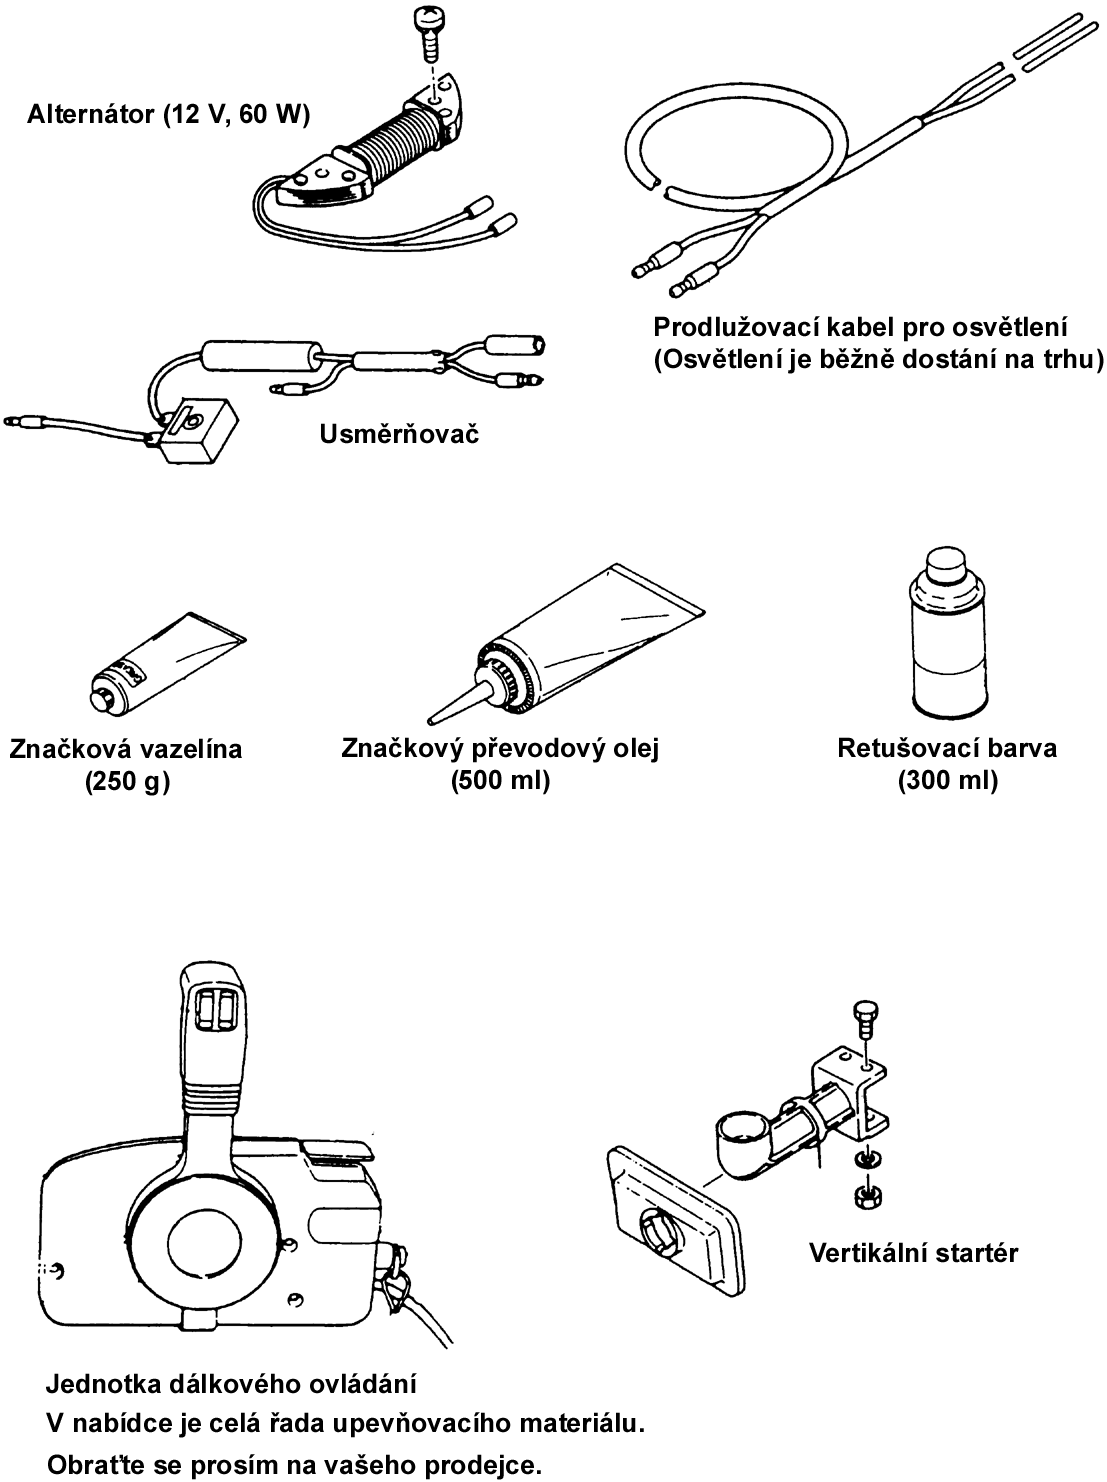 Alternátor (12 V, 60 W)
Prodlužovací kabel pro osvětlení
(Osvětlení je běžně dostání na trhu)
Usměrňovač
Značková vazelína
(250 g)
Značkový převodový olej
(500 ml)
Retušovací barva
(300 ml)
Vertikální startér
Jednotka dálkového ovládání
V nabídce je celá řada upevňovacího materiálu.
Obraťte se prosím na vašeho prodejce.